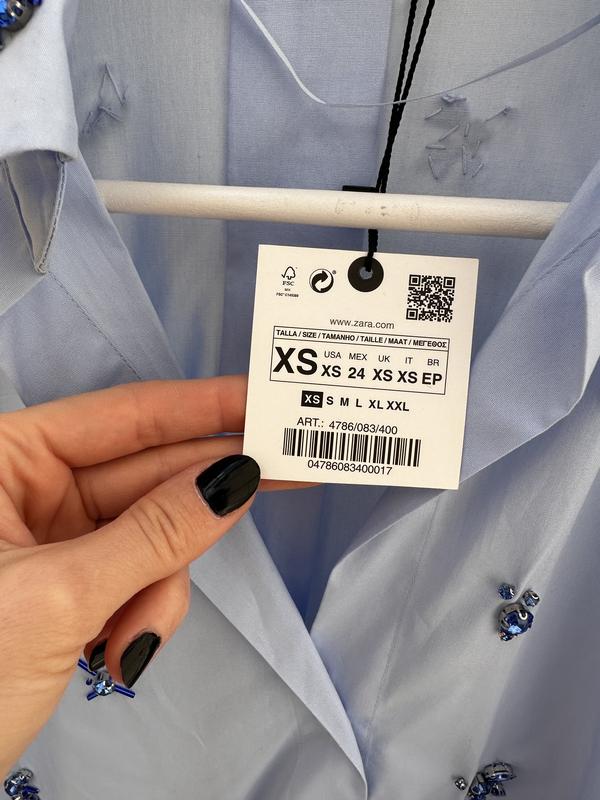 FSC
www.zara.com
TALLA / SIZE / TAMANHO / TAILLE / MAAT / ΜΕΓΕΘΟΣ
XS
USA MEX UK IT BR
XS 24 XS XS EP
XS S M L XL XXL
ART.: 4786/083/400
04786083400017